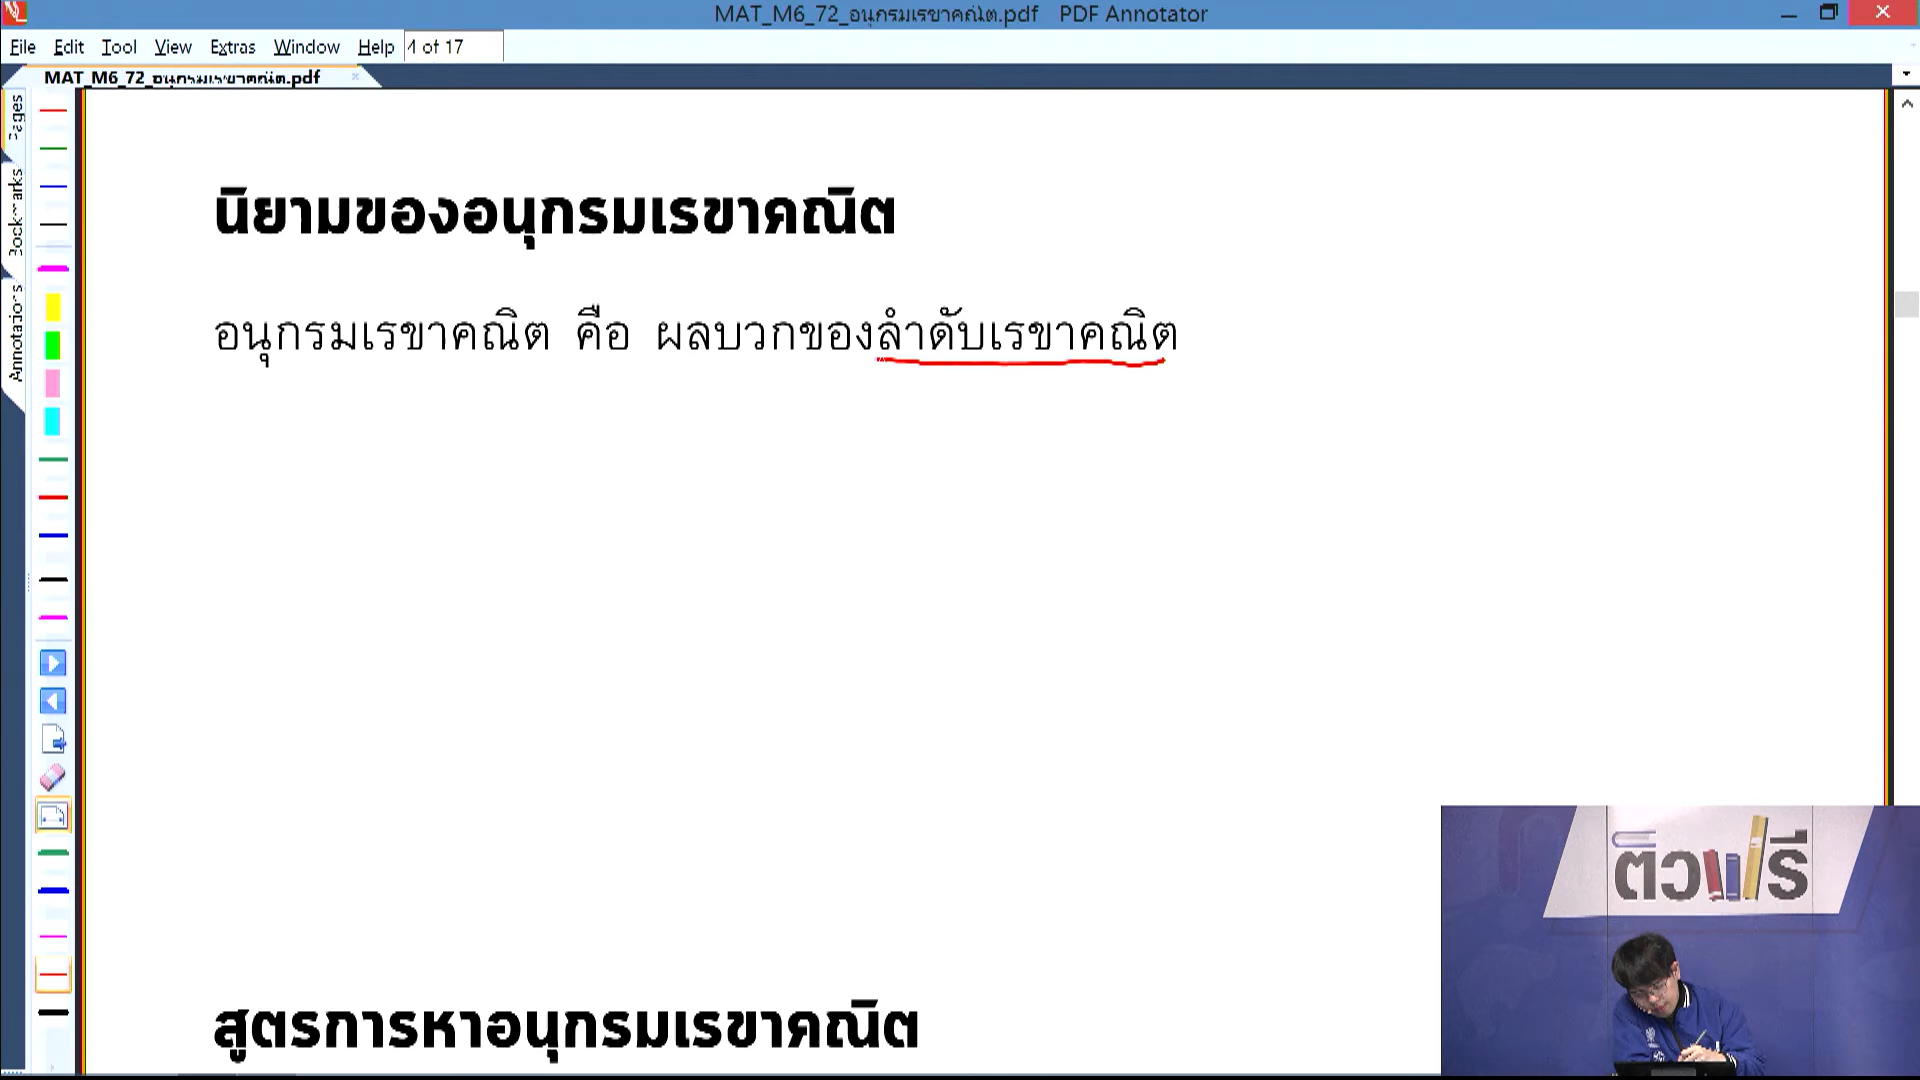 MAT_M6_72_อนุกรมเรขาคณิต.pdf   PDF Annotator
File Edit Tool View Extras Window Help 4 of 17
MAT_M6_72_อนุกรมเรขาคณิต.pdf
Pages
Bookmarks
Annotations
นิยามของอนุกรมเรขาคณิต
อนุกรมเรขาคณิต คือ ผลบวกของลำดับเรขาคณิต
สูตรการหาอนุกรมเรขาคณิต
ติวฟรี